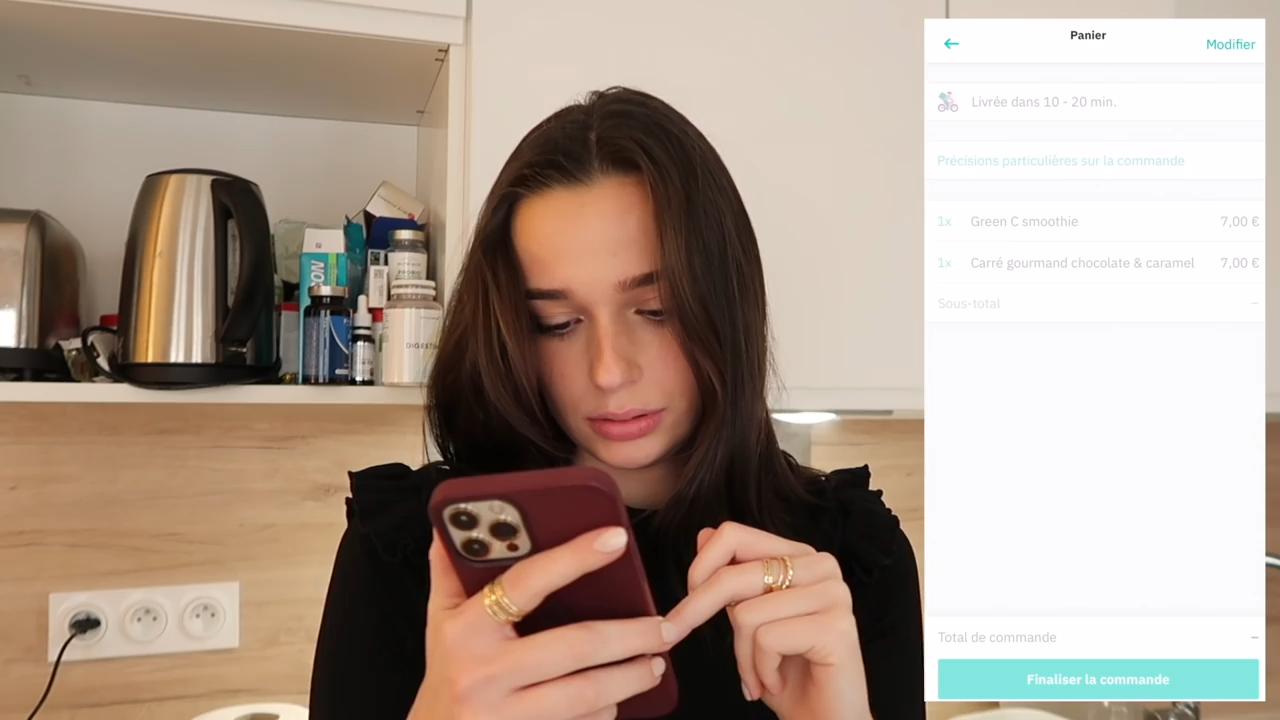 Panier
Modifier
Livrée dans 10 - 20 min.
Précisions particulières sur la commande
1x Green C smoothie 7,00 €
1x Carré gourmand chocolate & caramel 7,00 €
Sous-total –
Total de commande –
Finaliser la commande
DIGEST